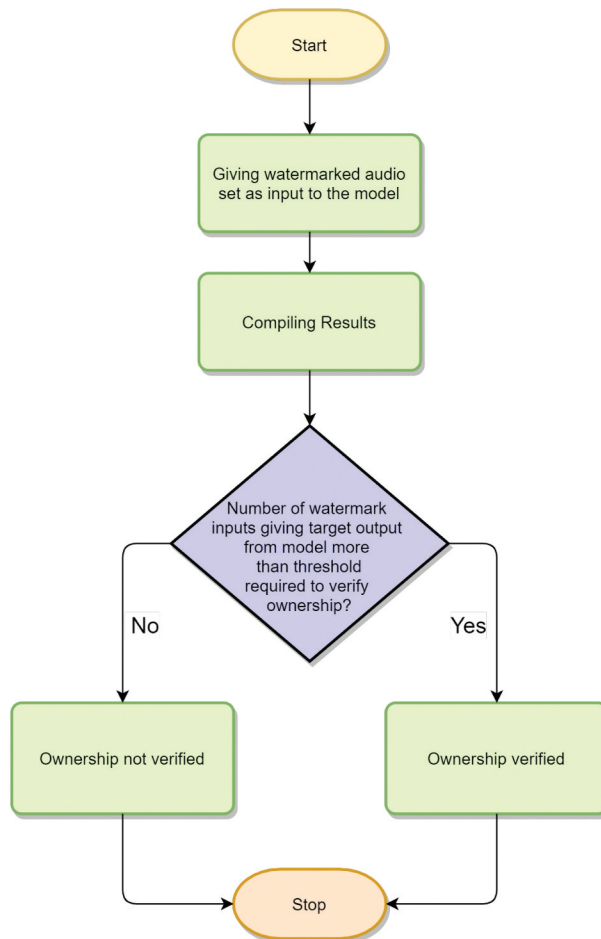 Start
Giving watermarked audio
set as input to the model
Compiling Results
Number of watermark
inputs giving target output
from model more
than threshold
required to verify
ownership?
No
Yes
Ownership not verified
Ownership verified
Stop